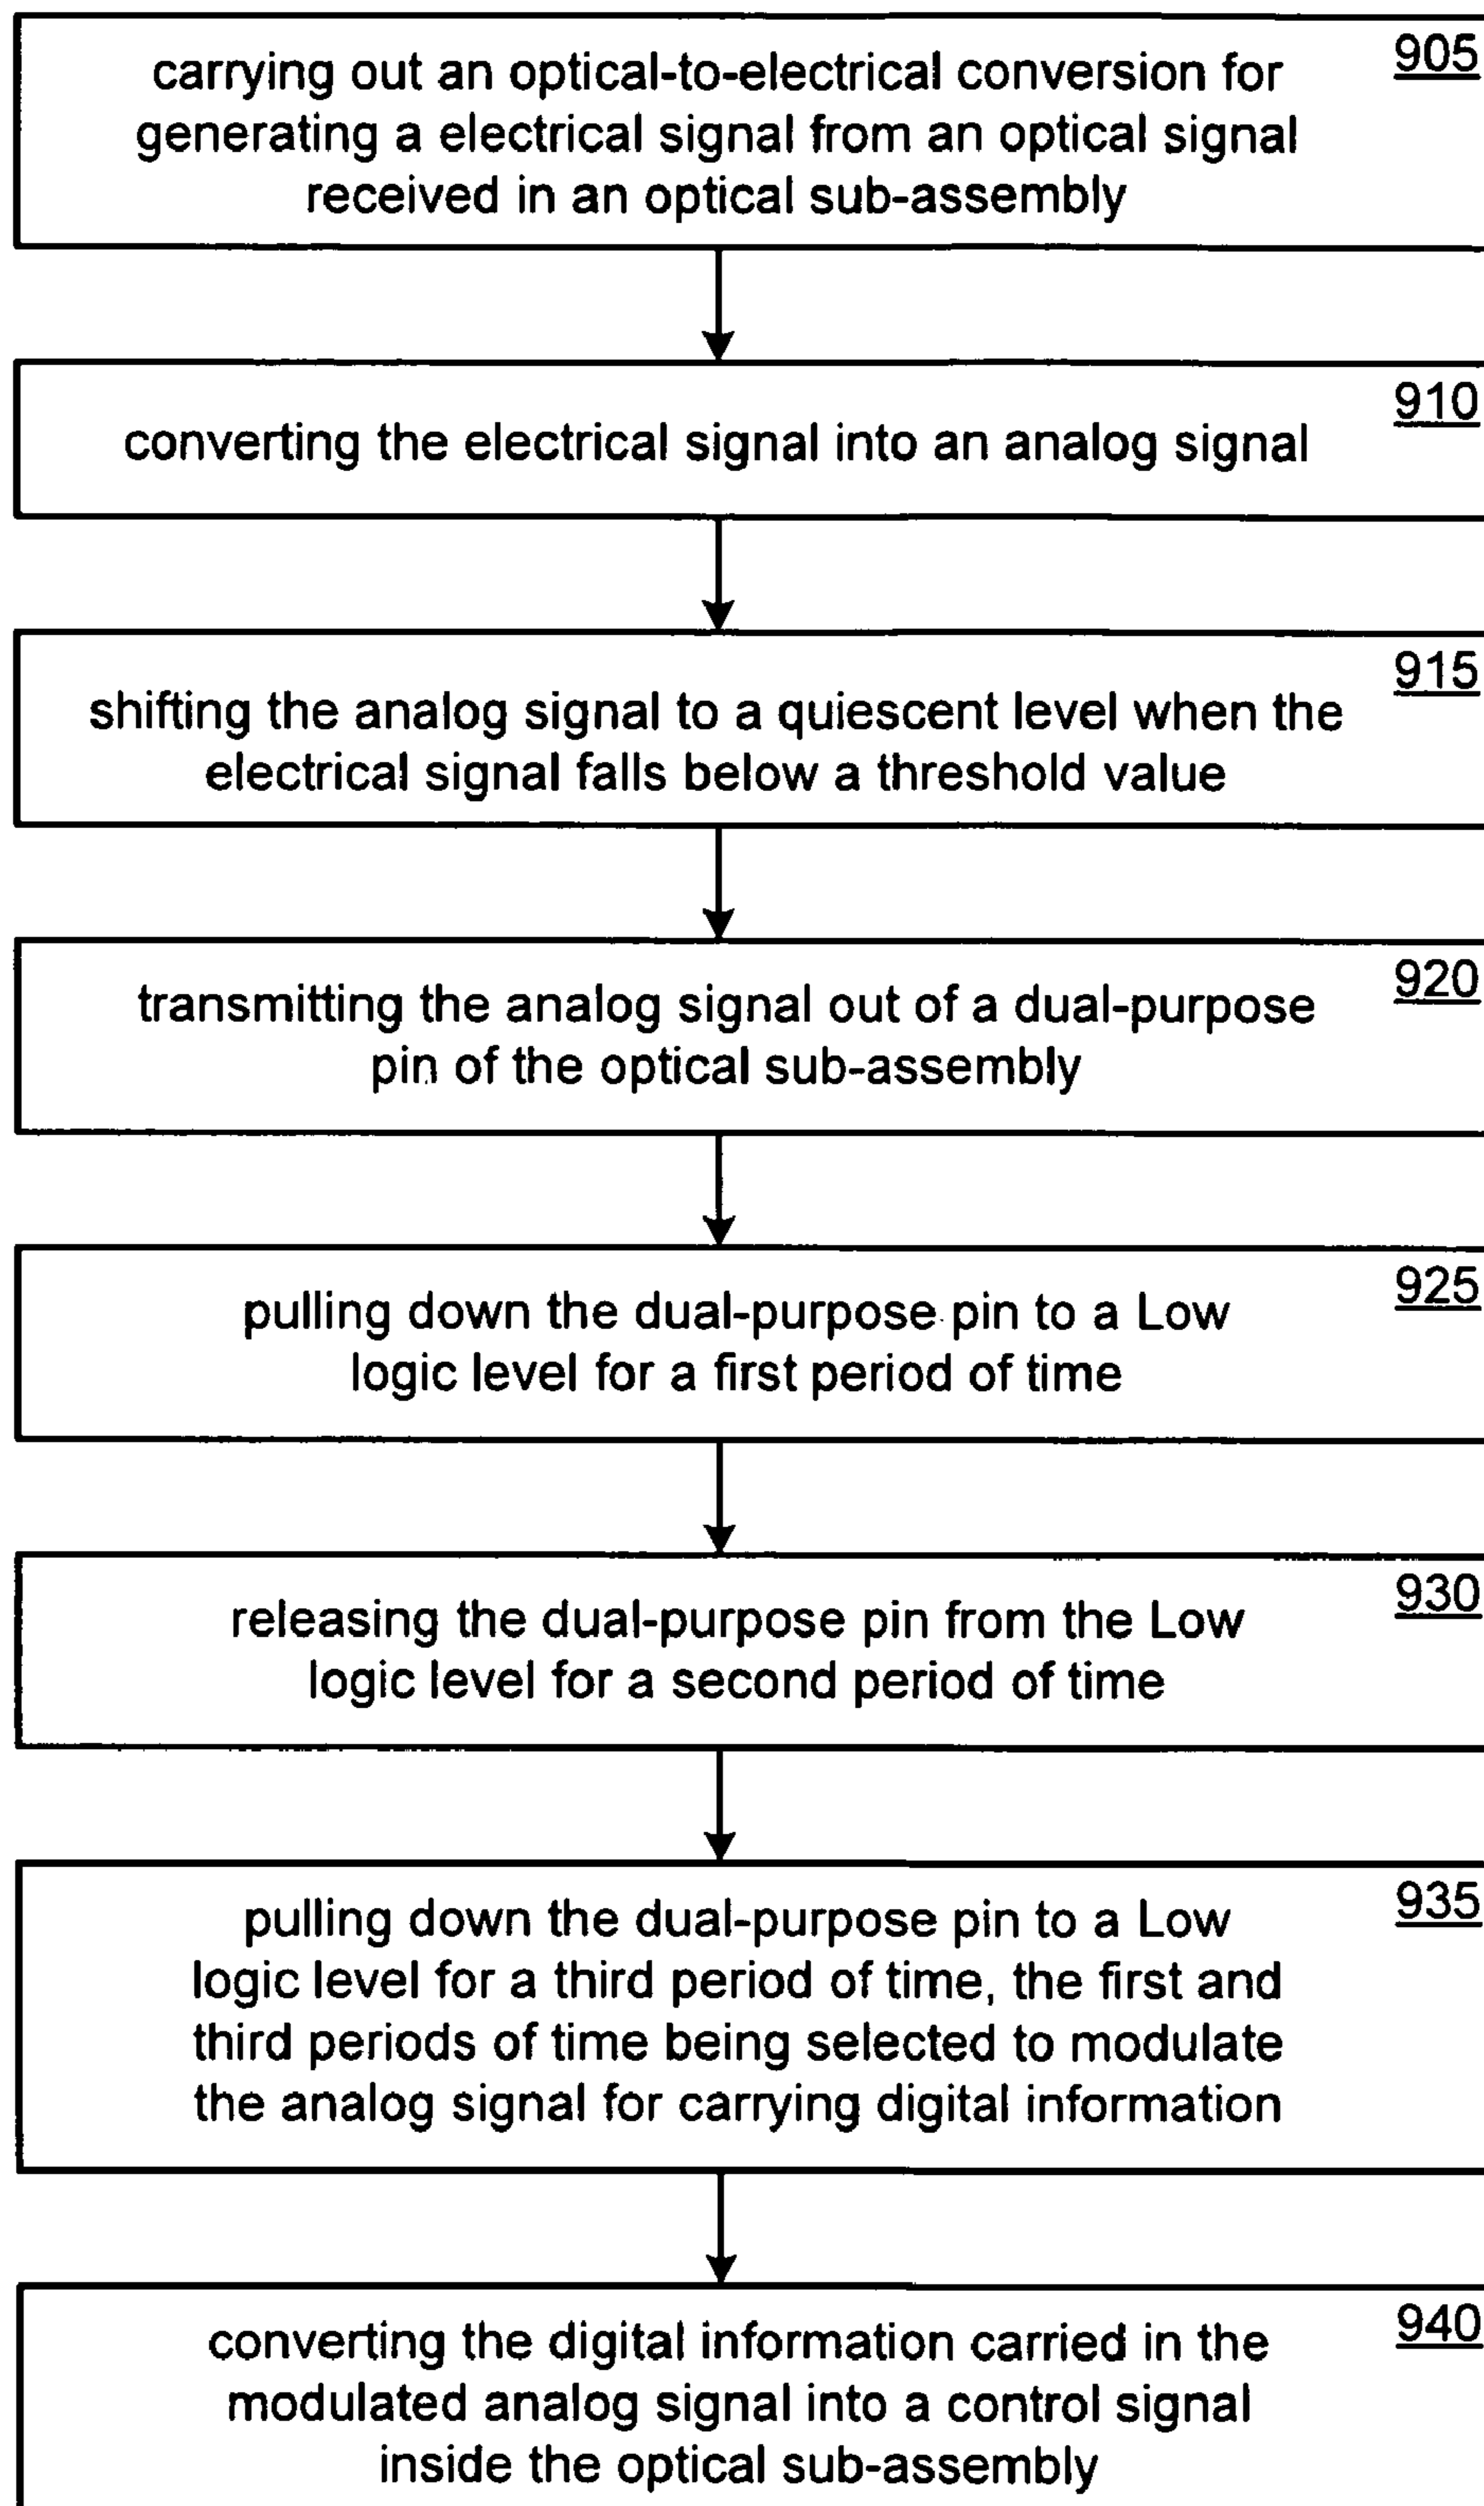 905
carrying out an optical-to-electrical conversion for
generating a electrical signal from an optical signal
received in an optical sub-assembly
910
converting the electrical signal into an analog signal
915
shifting the analog signal to a quiescent level when the
electrical signal falls below a threshold value
920
transmitting the analog signal out of a dual-purpose
pin of the optical sub-assembly
925
pulling down the dual-purpose pin to a Low
logic level for a first period of time
930
releasing the dual-purpose pin from the Low
logic level for a second period of time
935
pulling down the dual-purpose pin to a Low
logic level for a third period of time, the first and
third periods of time being selected to modulate
the analog signal for carrying digital information
940
converting the digital information carried in the
modulated analog signal into a control signal
inside the optical sub-assembly